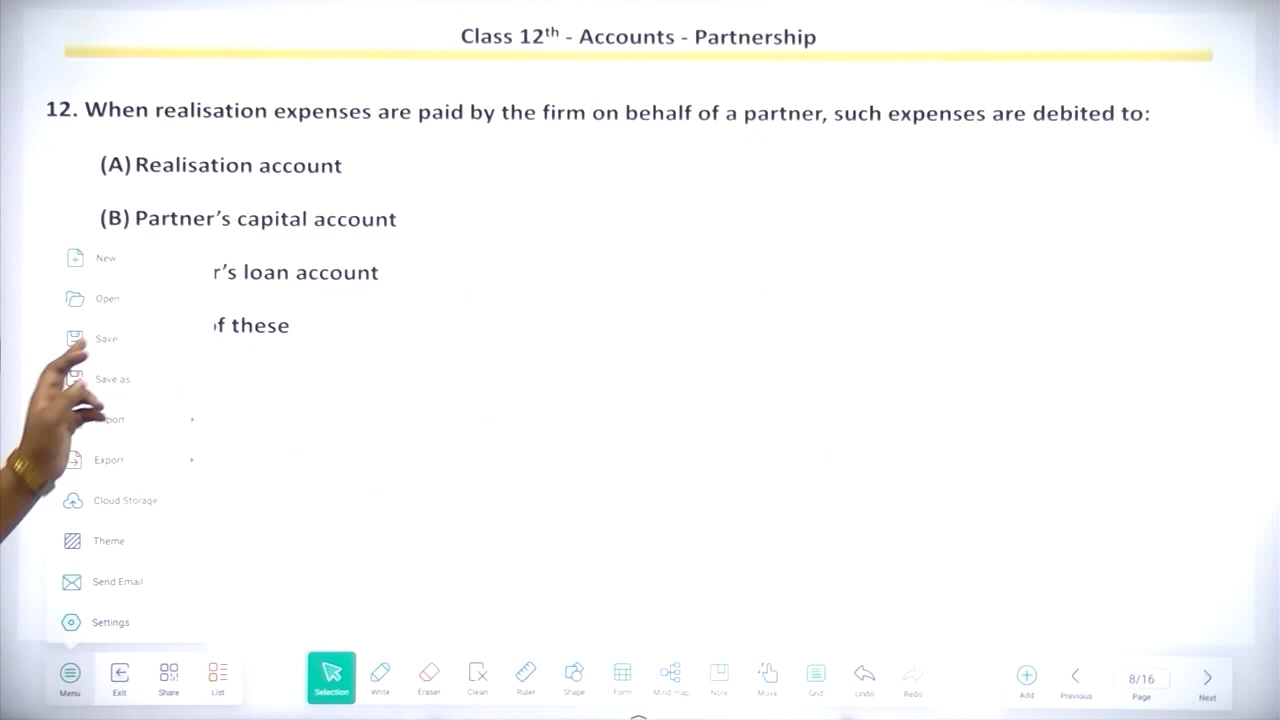 Class 12th - Accounts - Partnership
12. When realisation expenses are paid by the firm on behalf of a partner, such expenses are debited to:
(A) Realisation account
(B) Partner's capital account
r's loan account
of these
New
Open
Save
Save as
Export
Cloud Storage
Theme
Send Email
Settings
Menu
Exit
Share
List
Selection
Write
Eraser
Clean
Ruler
Shape
Form
Mind map
Note
Move
Grid
Undo
Redo
Add
Previous
8/16
Page
Next